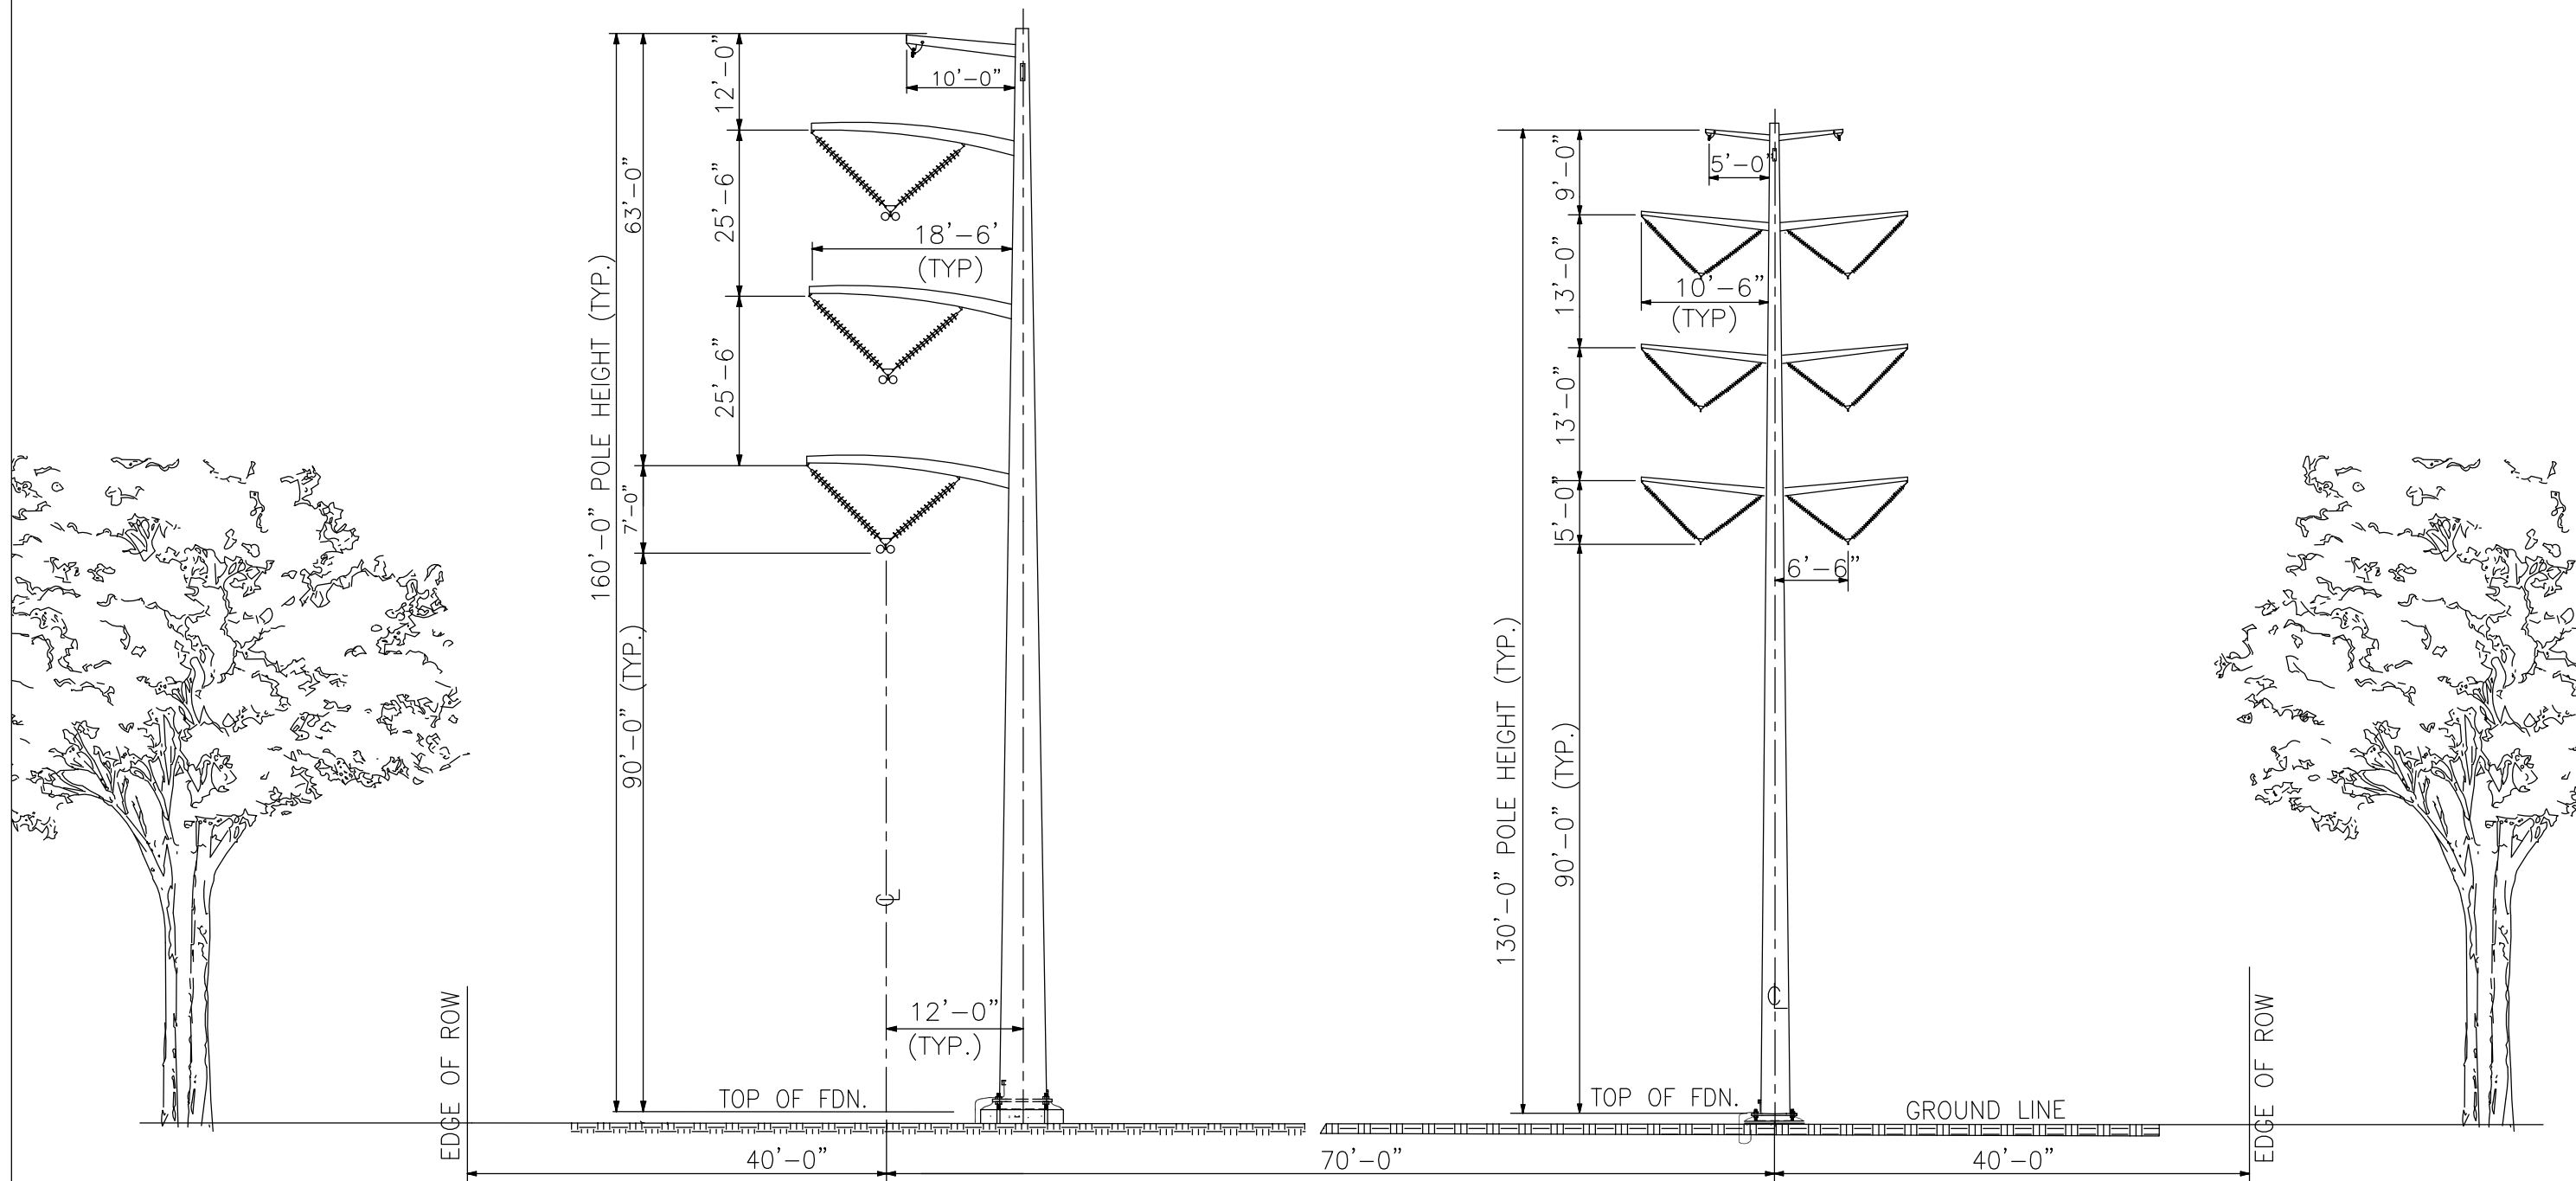 12'-0"
10'-0"
63'-0"
25'-6"
18'-6'
(TYP)
160'-0" POLE HEIGHT (TYP.)
25'-6"
7'-0"
90'-0" (TYP.)
12'-0"
(TYP.)
TOP OF FDN.
EDGE OF ROW
40'-0"
5'-0"
9'-0"
13'-0"
10'-6"
(TYP)
13'-0"
5'-0"
6'-6"
130'-0" POLE HEIGHT (TYP.)
90'-0" (TYP.)
CL
CL
TOP OF FDN.
GROUND LINE
EDGE OF ROW
70'-0"
40'-0"